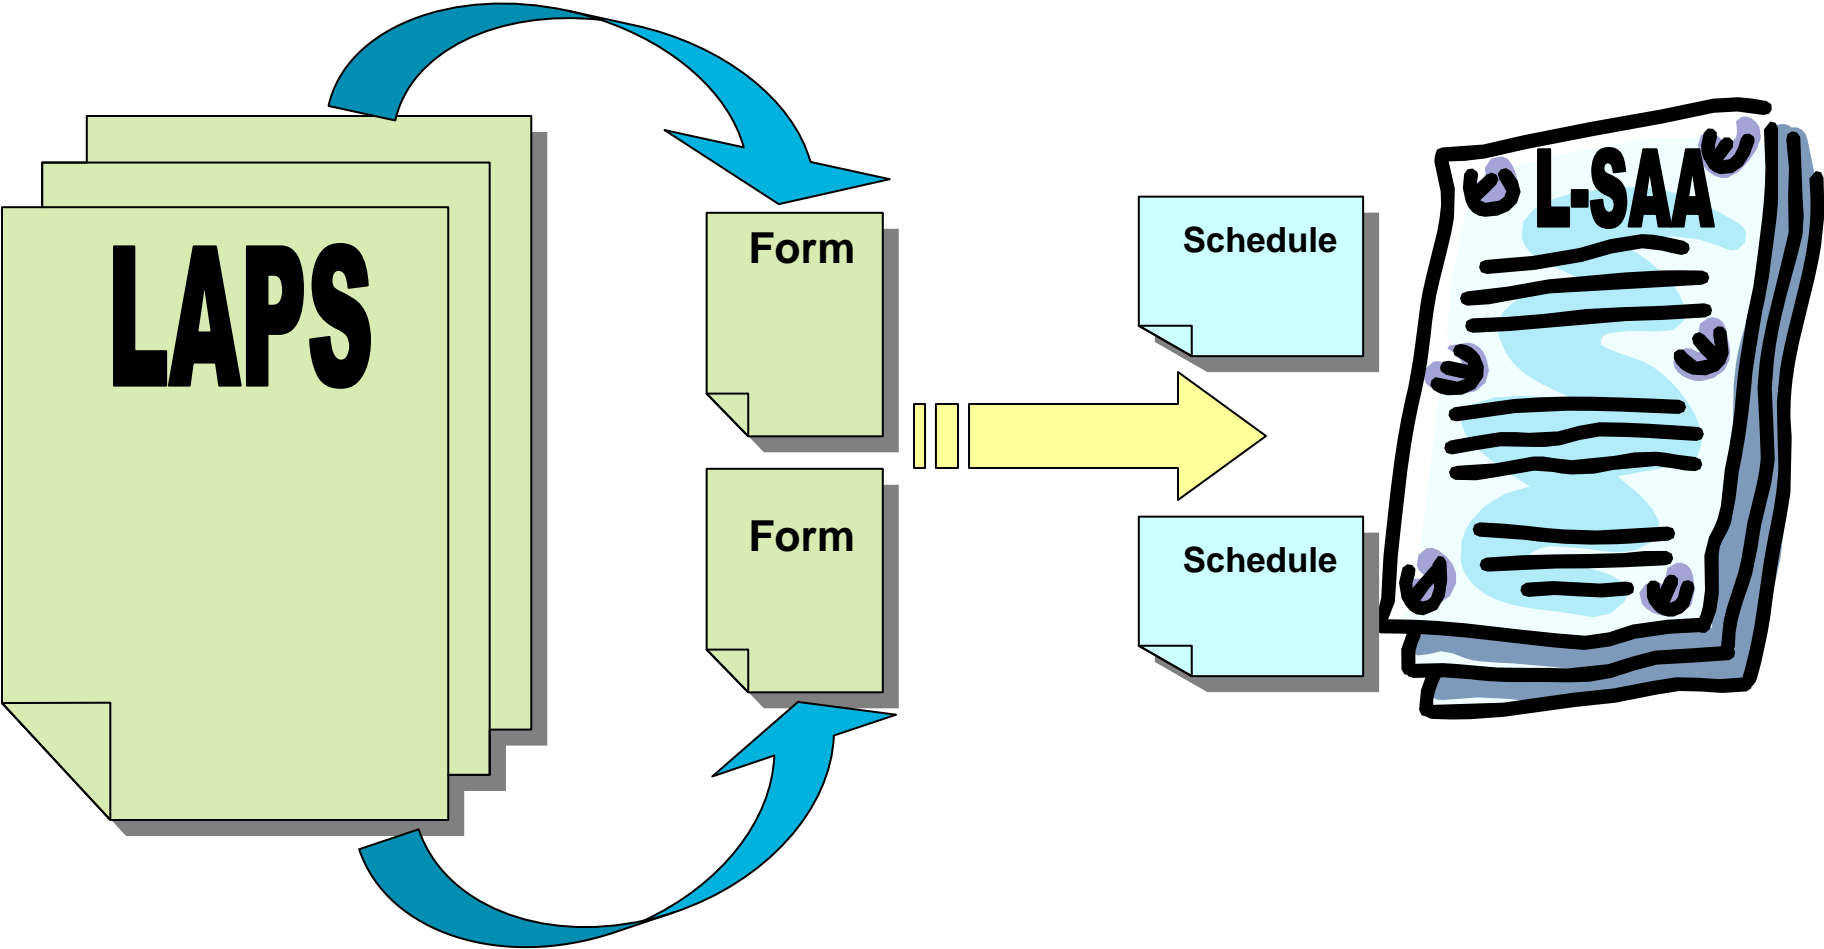 LAPS
Form
Form
Schedule
Schedule
L-SAA